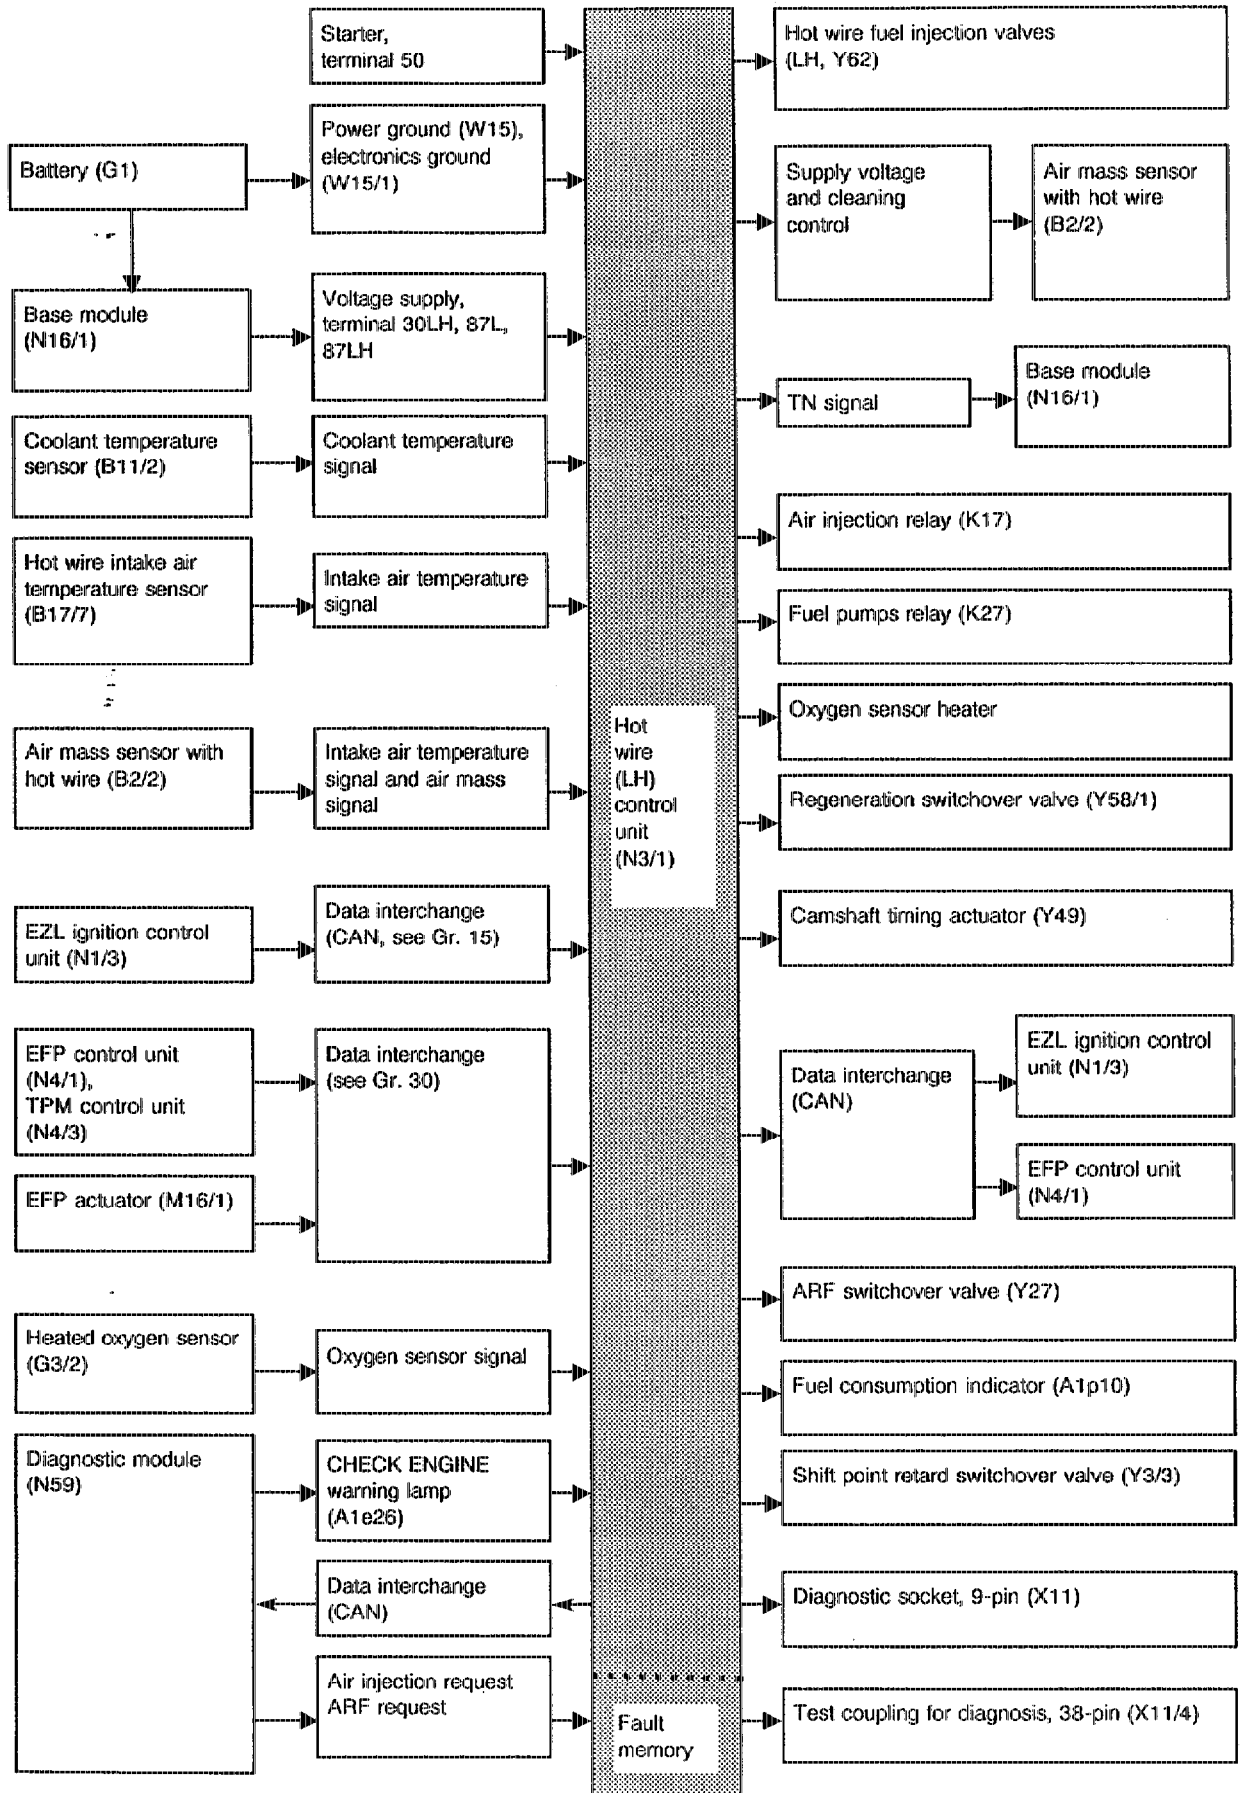 Starter,
terminal 50
Power ground (W15),
electronics ground
(W15/1)
Battery (G1)
Base module
(N16/1)
Voltage supply,
terminal 30LH, 87L,
87LH
Coolant temperature
sensor (B11/2)
Coolant temperature
signal
Hot wire intake air
temperature sensor
(B17/7)
Intake air temperature
signal
Air mass sensor with
hot wire (B2/2)
Intake air temperature
signal and air mass
signal
EZL ignition control
unit (N1/3)
Data interchange
(CAN, see Gr. 15)
EFP control unit
(N4/1),
TPM control unit
(N4/3)
Data interchange
(see Gr. 30)
EFP actuator (M16/1)
Heated oxygen sensor
(G3/2)
Oxygen sensor signal
Diagnostic module
(N59)
CHECK ENGINE
warning lamp
(A1e26)
Data interchange
(CAN)
Air injection request
ARF request
Hot
wire
(LH)
control
unit
(N3/1)
Fault
memory
Hot wire fuel injection valves
(LH, Y62)
Supply voltage
and cleaning
control
Air mass sensor
with hot wire
(B2/2)
TN signal
Base module
(N16/1)
Air injection relay (K17)
Fuel pumps relay (K27)
Oxygen sensor heater
Regeneration switchover valve (Y58/1)
Camshaft timing actuator (Y49)
Data interchange
(CAN)
EZL ignition control
unit (N1/3)
EFP control unit
(N4/1)
ARF switchover valve (Y27)
Fuel consumption indicator (A1p10)
Shift point retard switchover valve (Y3/3)
Diagnostic socket, 9-pin (X11)
Test coupling for diagnosis, 38-pin (X11/4)